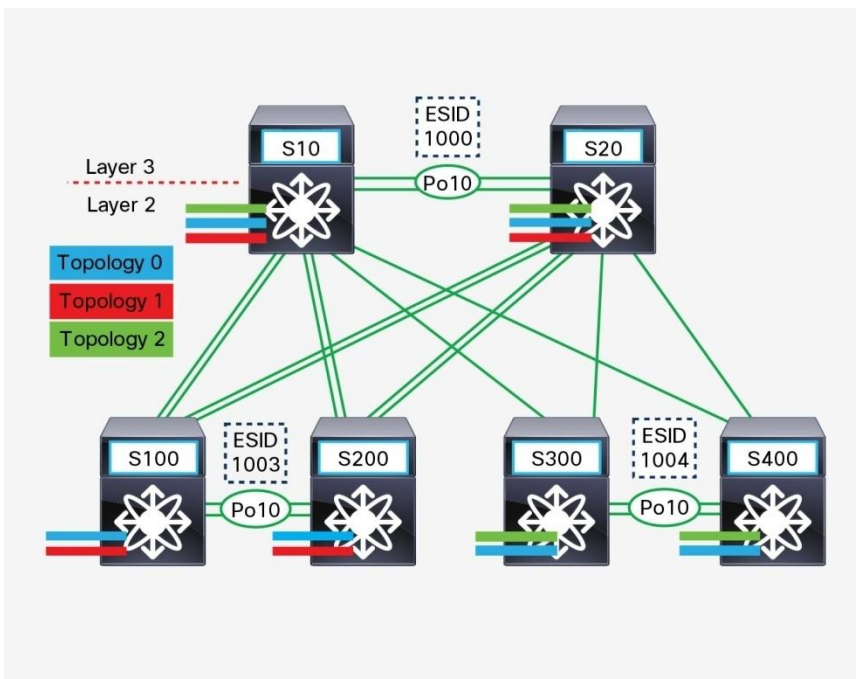 ESID
1000
S10
S20
Layer 3
Po10
Layer 2
Topology 0
Topology 1
Topology 2
S100
ESID
1003
S200
S300
ESID
1004
S400
Po10
Po10